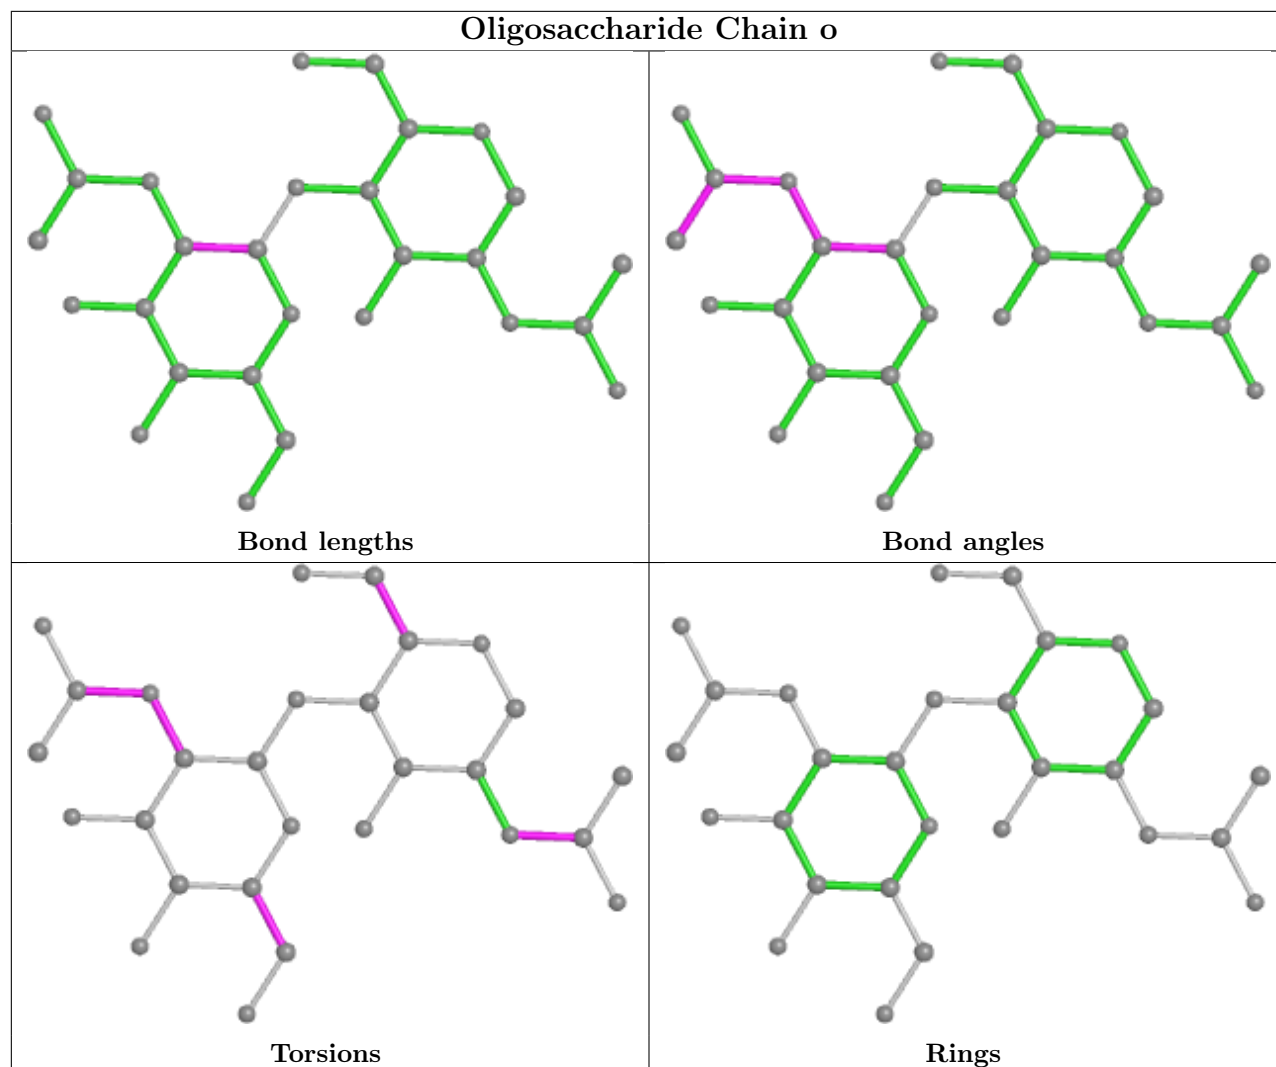 Oligosaccharide Chain o
Bond lengths
Bond angles
Torsions
Rings